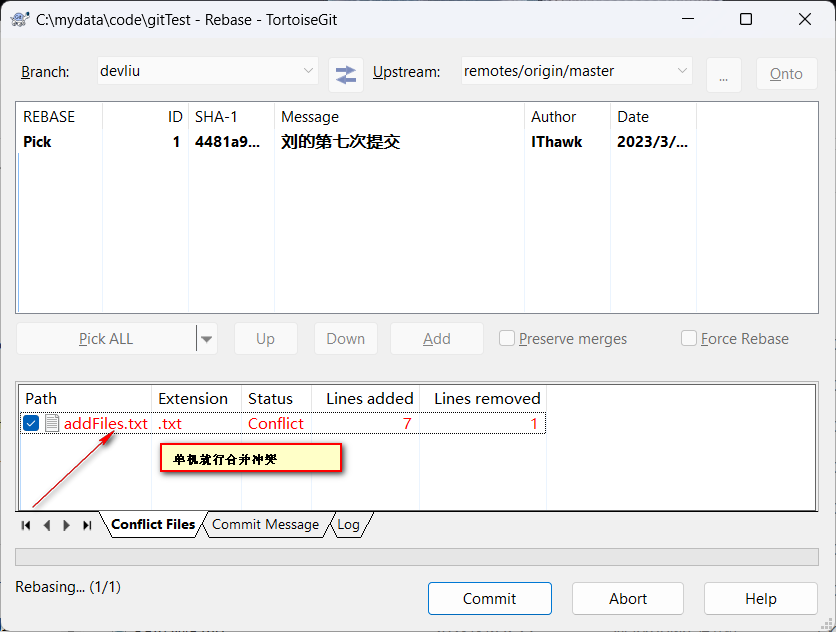 C:\mydata\code\gitTest - Rebase - TortoiseGit
Branch: devliu Upstream: remotes/origin/master ... Onto
REBASE ID SHA-1 Message Author Date
Pick 1 4481a9... 刘的第七次提交 IThawk 2023/3/...
Pick ALL Up Down Add Preserve merges Force Rebase
Path Extension Status Lines added Lines removed
addFiles.txt .txt Conflict 7 1
单机就行合并冲突
Conflict Files Commit Message Log
Rebasing... (1/1)
Commit Abort Help